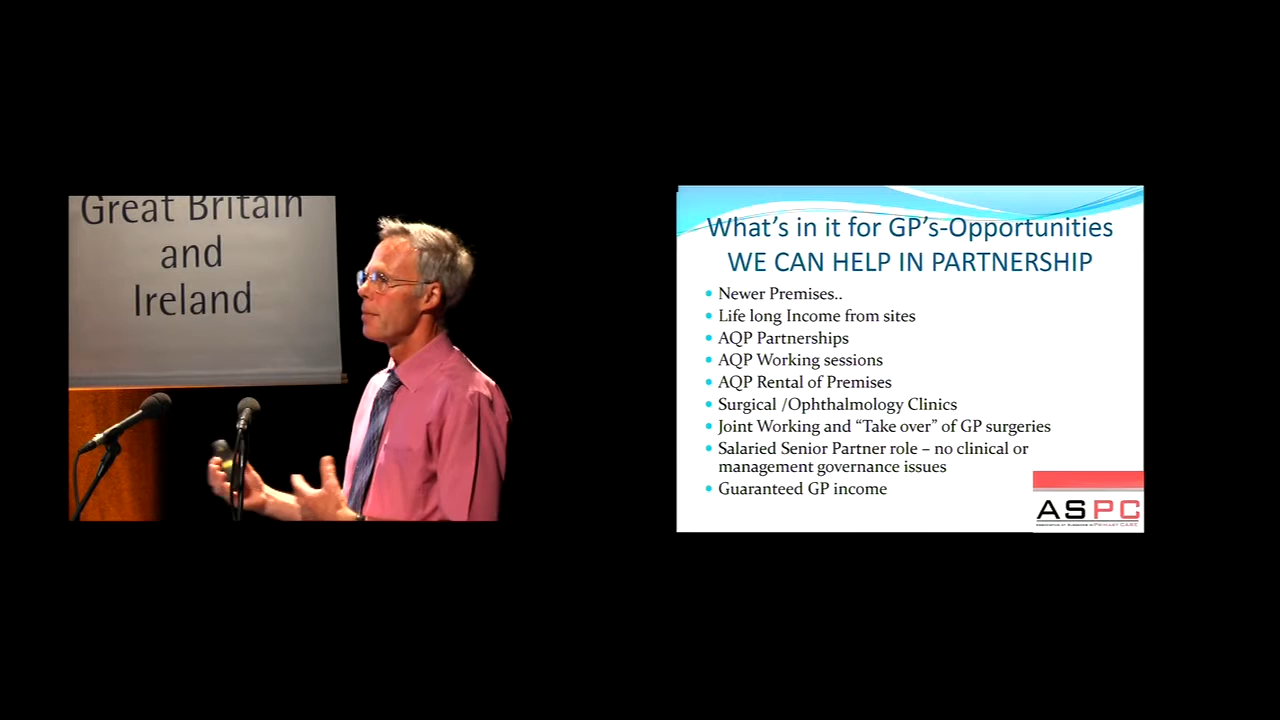 Great Britain
and
Ireland
What's in it for GP's-Opportunities
WE CAN HELP IN PARTNERSHIP
• Newer Premises..
• Life long Income from sites
• AQP Partnerships
• AQP Working sessions
• AQP Rental of Premises
• Surgical /Ophthalmology Clinics
• Joint Working and “Take over” of GP surgeries
• Salaried Senior Partner role – no clinical or
management governance issues
• Guaranteed GP income
ASPC